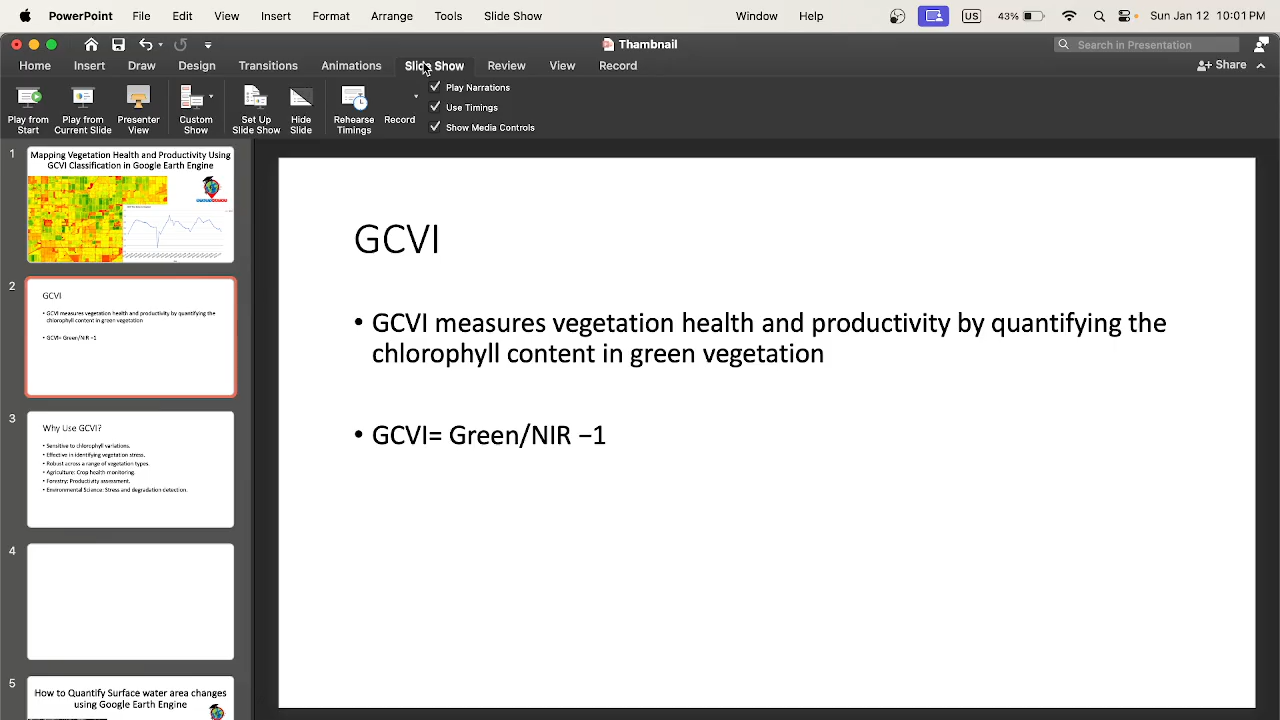 PowerPoint File Edit View Insert Format Arrange Tools Slide Show Window Help US 43% Sun Jan 12 10:01 PM
Thumbnail
Search in Presentation
Home Insert Draw Design Transitions Animations Slide Show Review View Record Share
Play from Start
Play from Current Slide
Presenter View
Custom Show
Set Up Slide Show
Hide Slide
Rehearse Timings
Record
Play Narrations
Use Timings
Show Media Controls
1
Mapping Vegetation Health and Productivity Using
GCVI Classification in Google Earth Engine
2
GCVI
• GCVI measures vegetation health and productivity by quantifying the
chlorophyll content in green vegetation
• GCVI= Green/NIR −1
3
Why Use GCVI?
• Sensitive to chlorophyll variations.
• Effective in identifying vegetation stress.
• Robust across a range of vegetation types.
• Agriculture: Crop health monitoring.
• Forestry: Productivity assessment.
• Environmental Science: Stress and degradation detection.
4
5
How to Quantify Surface water area changes
using Google Earth Engine
GCVI
• GCVI measures vegetation health and productivity by quantifying the
chlorophyll content in green vegetation
• GCVI= Green/NIR −1